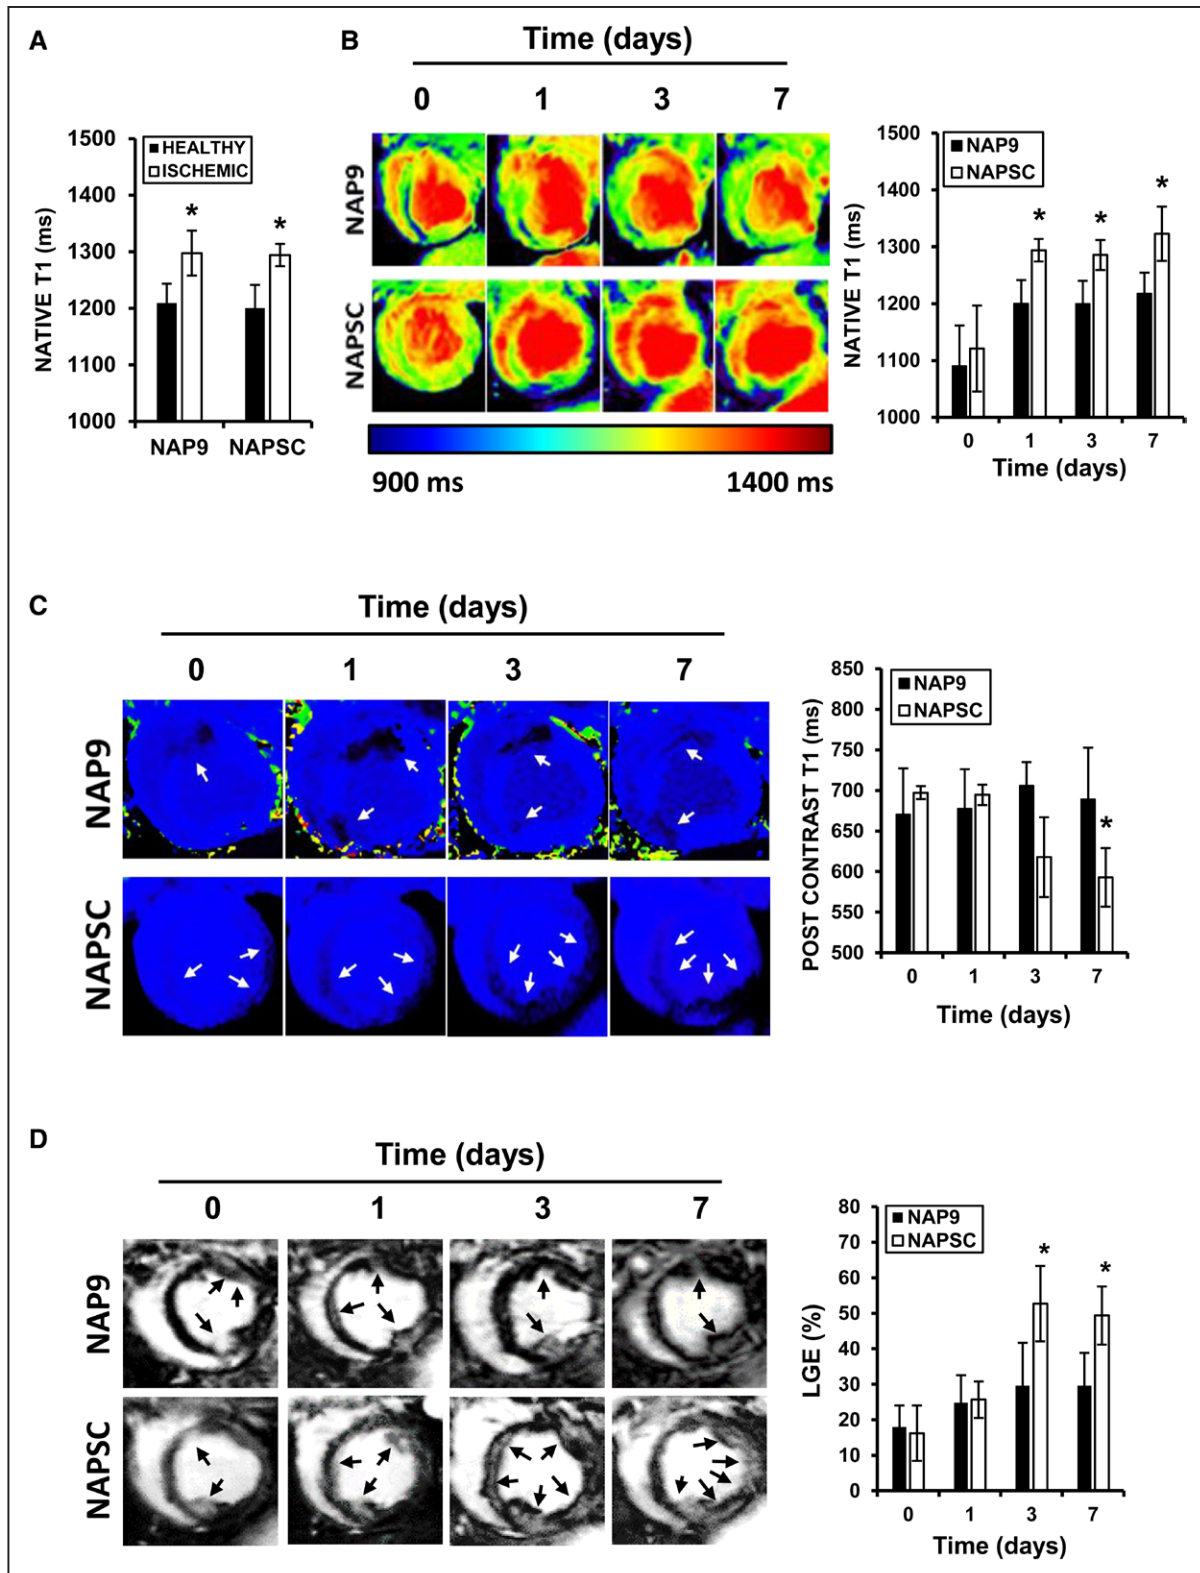 A
1500
1400
1300
1200
1100
1000
NATIVE T1 (ms)
HEALTHY
ISCHEMIC
*
*
NAP9
NAPSC
B
Time (days)
0 1 3 7
NAP9
NAPSC
900 ms 1400 ms
1500
1400
1300
1200
1100
1000
NATIVE T1 (ms)
NAP9
NAPSC
*
*
*
0 1 3 7
Time (days)
C
Time (days)
0 1 3 7
NAP9
NAPSC
850
800
750
700
650
600
550
500
POST CONTRAST T1 (ms)
NAP9
NAPSC
*
0 1 3 7
Time (days)
D
Time (days)
0 1 3 7
NAP9
NAPSC
80
70
60
50
40
30
20
10
0
LGE (%)
NAP9
NAPSC
*
*
0 1 3 7
Time (days)